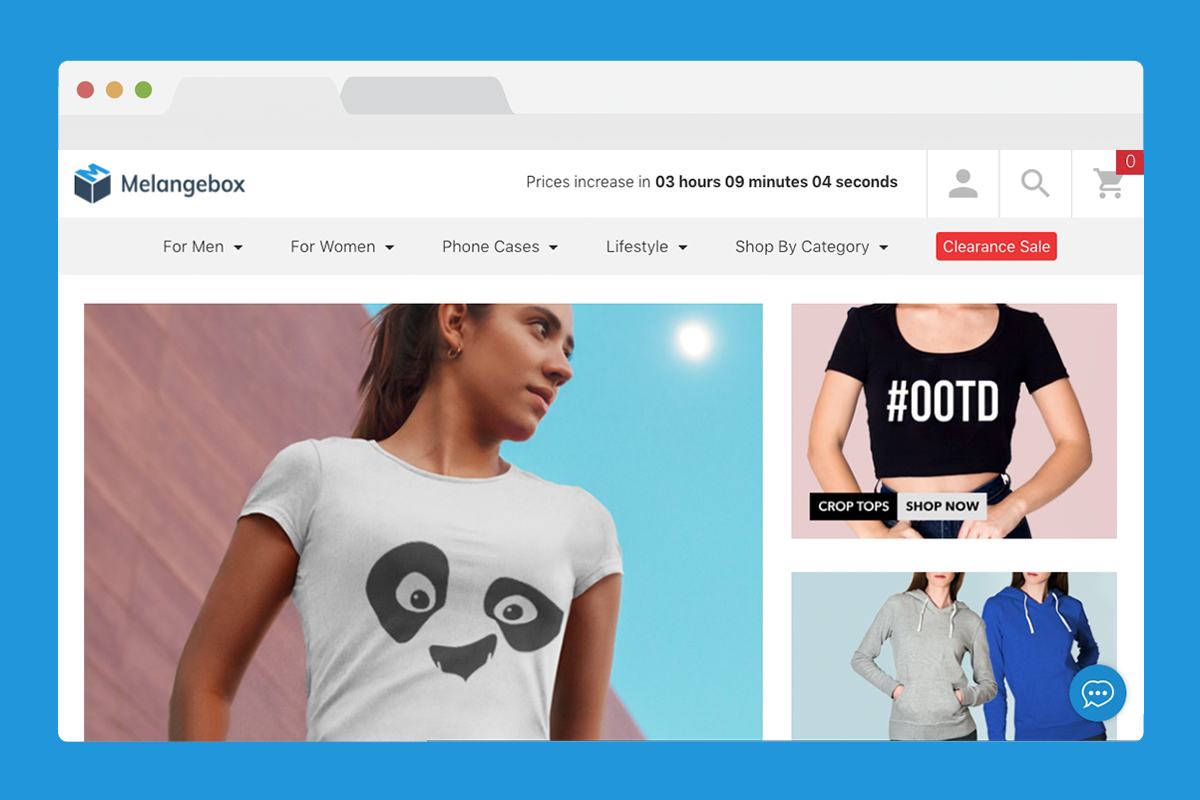 0
Melangebox
Prices increase in 03 hours 09 minutes 04 seconds
For Men
For Women
Phone Cases
Lifestyle
Shop By Category
Clearance Sale
#OOTD
CROP TOPS
SHOP NOW